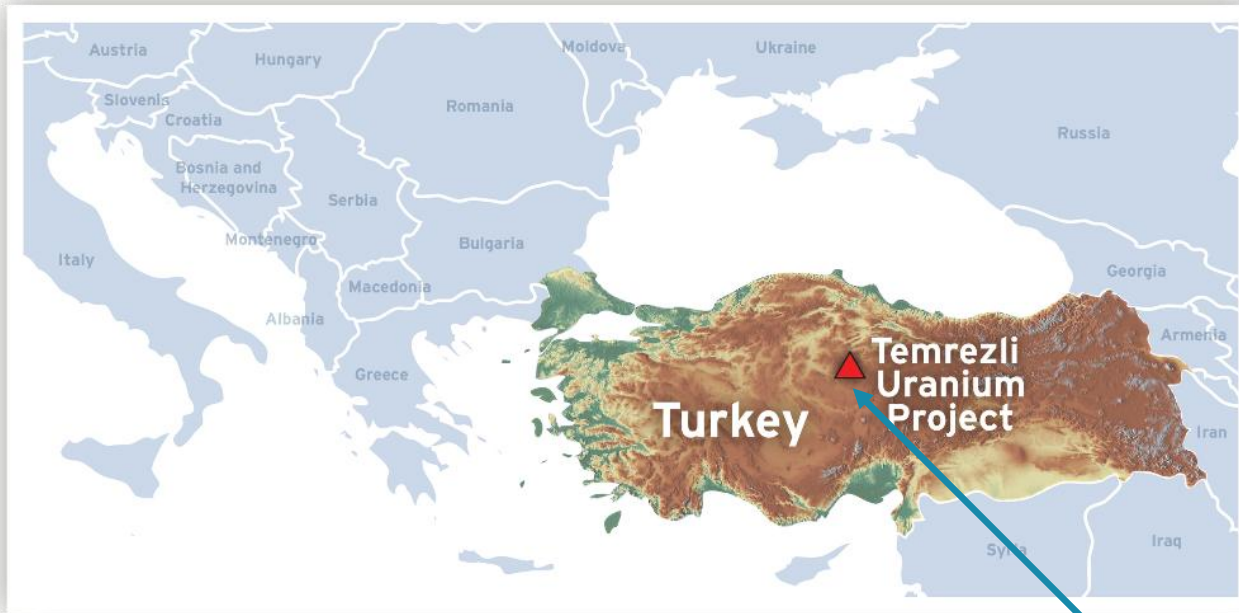 Austria
Hungary
Moldova
Ukraine
Slovenis
Croatia
Romania
Russia
Bosnia and
Herzegovina
Serbia
Montenegro
Bulgaria
Italy
Macedonia
Georgia
Albania
Armenia
Greece
Temrezli
Uranium
Project
Turkey
Iran
Syria
Iraq